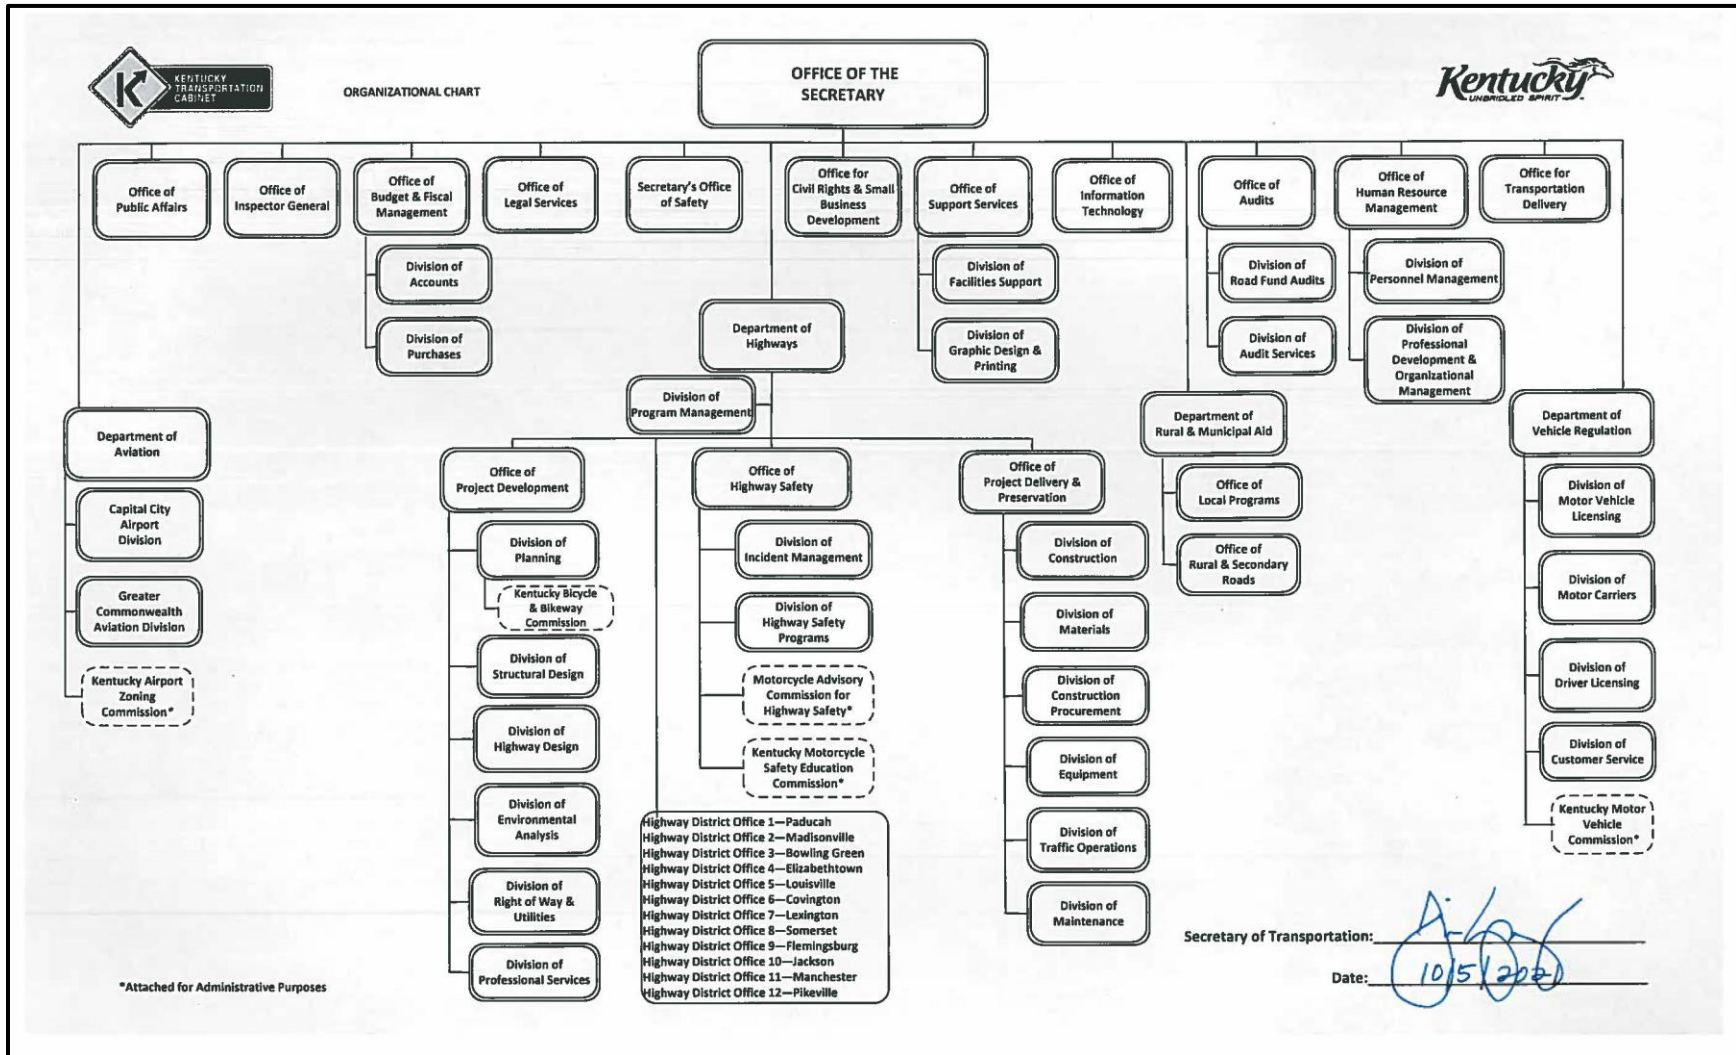 KENTUCKY
TRANSPORTATION
CABINET
ORGANIZATIONAL CHART
OFFICE OF THE
SECRETARY
Kentucky
UNBRIDLED SPIRIT
Office of
Public Affairs
Office of
Inspector General
Office of
Budget & Fiscal
Management
Office of
Legal Services
Secretary's Office
of Safety
Office for
Civil Rights & Small
Business
Development
Office of
Support Services
Office of
Information
Technology
Office of
Audits
Office of
Human Resource
Management
Office for
Transportation
Delivery
Division of
Accounts
Division of
Purchases
Division of
Facilities Support
Division of
Graphic Design &
Printing
Division of
Road Fund Audits
Division of
Audit Services
Division of
Personnel Management
Division of
Professional
Development &
Organizational
Management
Department of
Highways
Division of
Program Management
Department of
Aviation
Capital City
Airport
Division
Greater
Commonwealth
Aviation Division
Kentucky Airport
Zoning
Commission*
Office of
Project Development
Division of
Planning
Kentucky Bicycle
& Bikeway
Commission
Division of
Structural Design
Division of
Highway Design
Division of
Environmental
Analysis
Division of
Right of Way &
Utilities
Division of
Professional Services
Office of
Highway Safety
Division of
Incident Management
Division of
Highway Safety
Programs
Motorcycle Advisory
Commission for
Highway Safety*
Kentucky Motorcycle
Safety Education
Commission*
Highway District Office 1—Paducah
Highway District Office 2—Madisonville
Highway District Office 3—Bowling Green
Highway District Office 4—Elizabethtown
Highway District Office 5—Louisville
Highway District Office 6—Covington
Highway District Office 7—Lexington
Highway District Office 8—Somerset
Highway District Office 9—Flemingsburg
Highway District Office 10—Jackson
Highway District Office 11—Manchester
Highway District Office 12—Pikeville
Office of
Project Delivery &
Preservation
Division of
Construction
Division of
Materials
Division of
Construction
Procurement
Division of
Equipment
Division of
Traffic Operations
Division of
Maintenance
Department of
Rural & Municipal Aid
Office of
Local Programs
Office of
Rural & Secondary
Roads
Department of
Vehicle Regulation
Division of
Motor Vehicle
Licensing
Division of
Motor Carriers
Division of
Driver Licensing
Division of
Customer Service
Kentucky Motor
Vehicle
Commission*
Secretary of Transportation:
Date: 10/5/2021
*Attached for Administrative Purposes